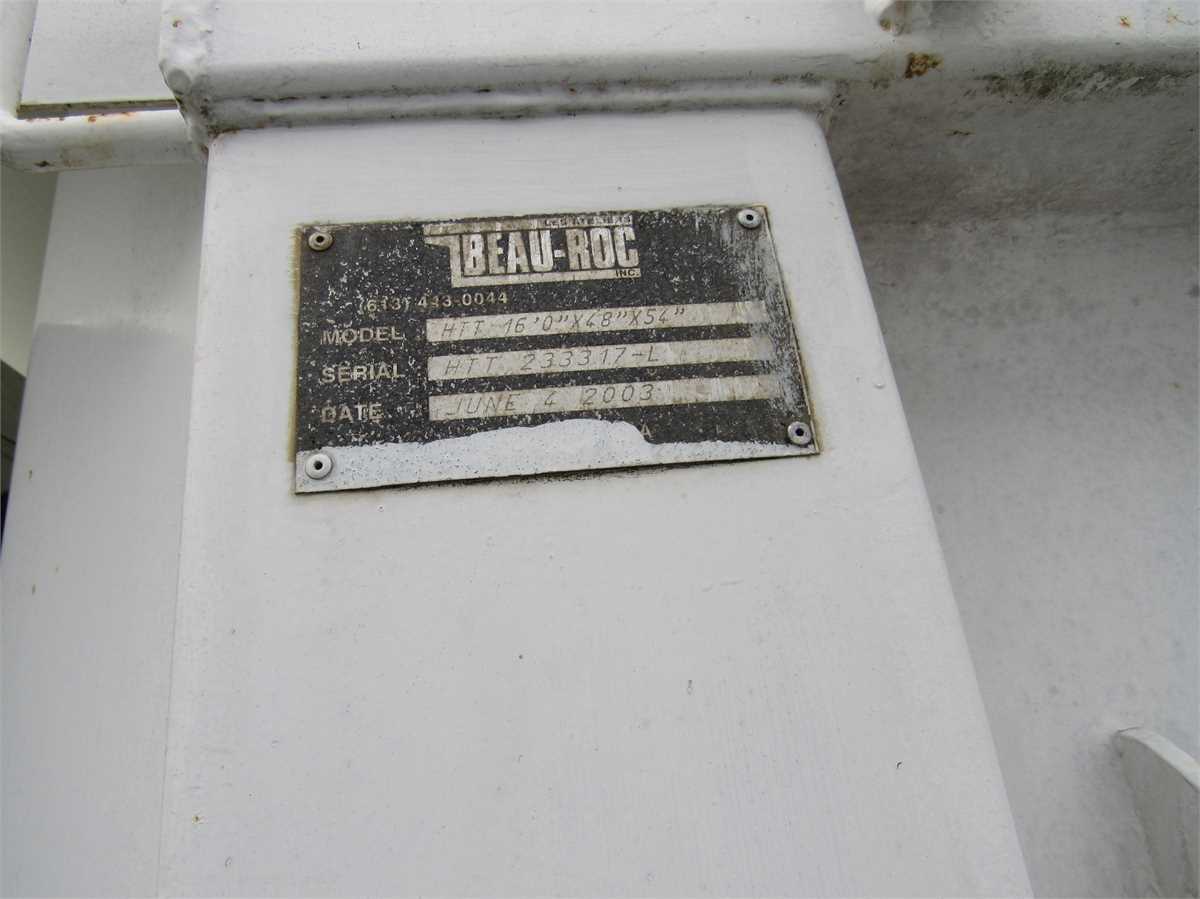 BEAU-ROC
INC.
(613) 443-0044
MODEL HTT 16'0"X48"X54"
SERIAL HTT 233317-L
DATE JUNE 4 2003
A